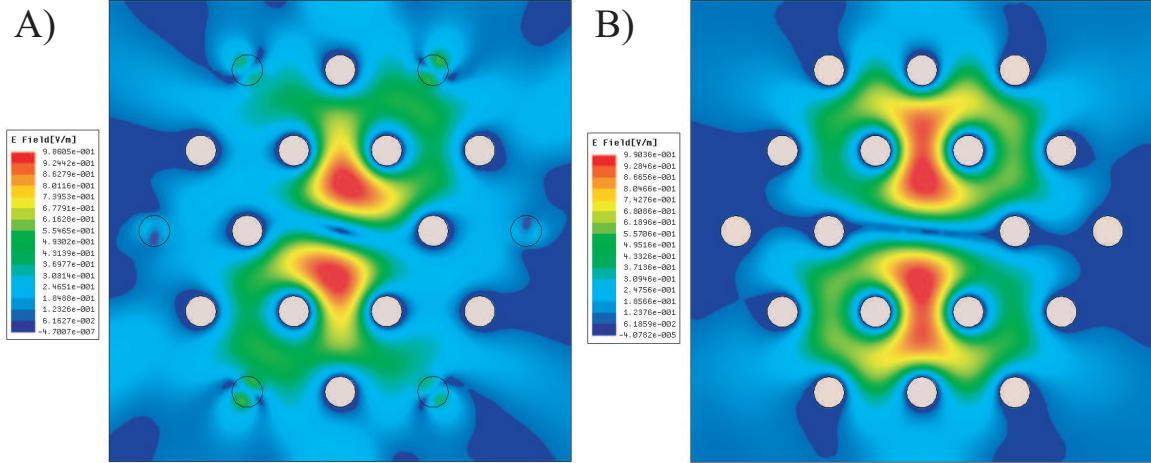 A)
E Field[V/m]
9.8605e-001
9.2442e-001
8.6279e-001
8.0116e-001
7.3953e-001
6.7791e-001
6.1628e-001
5.5465e-001
4.9302e-001
4.3139e-001
3.6977e-001
3.0814e-001
2.4651e-001
1.8488e-001
1.2326e-001
6.1627e-002
-4.7007e-007
B)
E Field[V/m]
9.9036e-001
9.2846e-001
8.6656e-001
8.0466e-001
7.4276e-001
6.8086e-001
6.1896e-001
5.5706e-001
4.9516e-001
4.3326e-001
3.7136e-001
3.0946e-001
2.4756e-001
1.8566e-001
1.2376e-001
6.1859e-002
-4.0782e-005